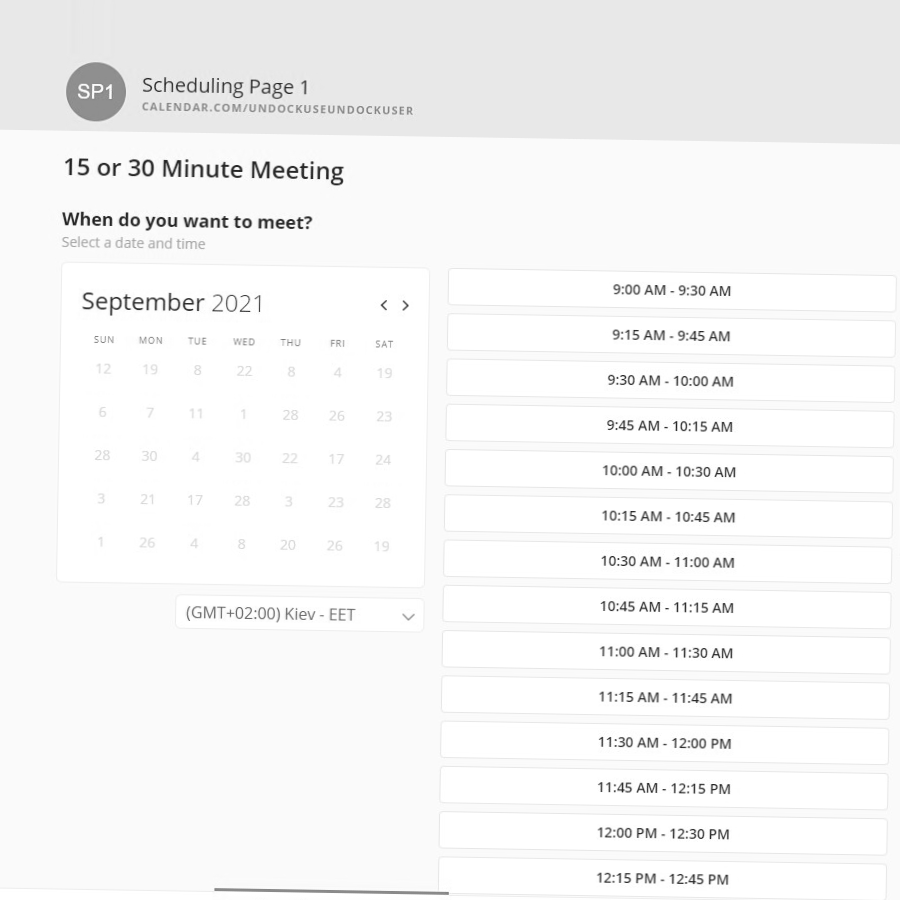 SP1
Scheduling Page 1
CALENDAR.COM/UNDOCKUSEUNDOCKUSER
15 or 30 Minute Meeting
When do you want to meet?
Select a date and time
September 2021
SUN MON TUE WED THU FRI SAT
12 19 8 22 8 4 19
6 7 11 1 28 26 23
28 30 4 30 22 17 24
3 21 17 28 3 23 28
1 26 4 8 20 26 19
(GMT+02:00) Kiev - EET
9:00 AM - 9:30 AM
9:15 AM - 9:45 AM
9:30 AM - 10:00 AM
9:45 AM - 10:15 AM
10:00 AM - 10:30 AM
10:15 AM - 10:45 AM
10:30 AM - 11:00 AM
10:45 AM - 11:15 AM
11:00 AM - 11:30 AM
11:15 AM - 11:45 AM
11:30 AM - 12:00 PM
11:45 AM - 12:15 PM
12:00 PM - 12:30 PM
12:15 PM - 12:45 PM